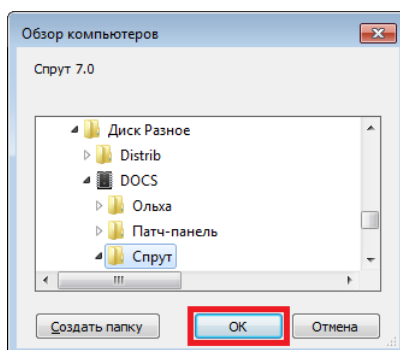 Обзор компьютеров
Спрут 7.0
Диск Разное
Distrib
DOCS
Ольха
Патч-панель
Спрут
Создать папку
ОК
Отмена